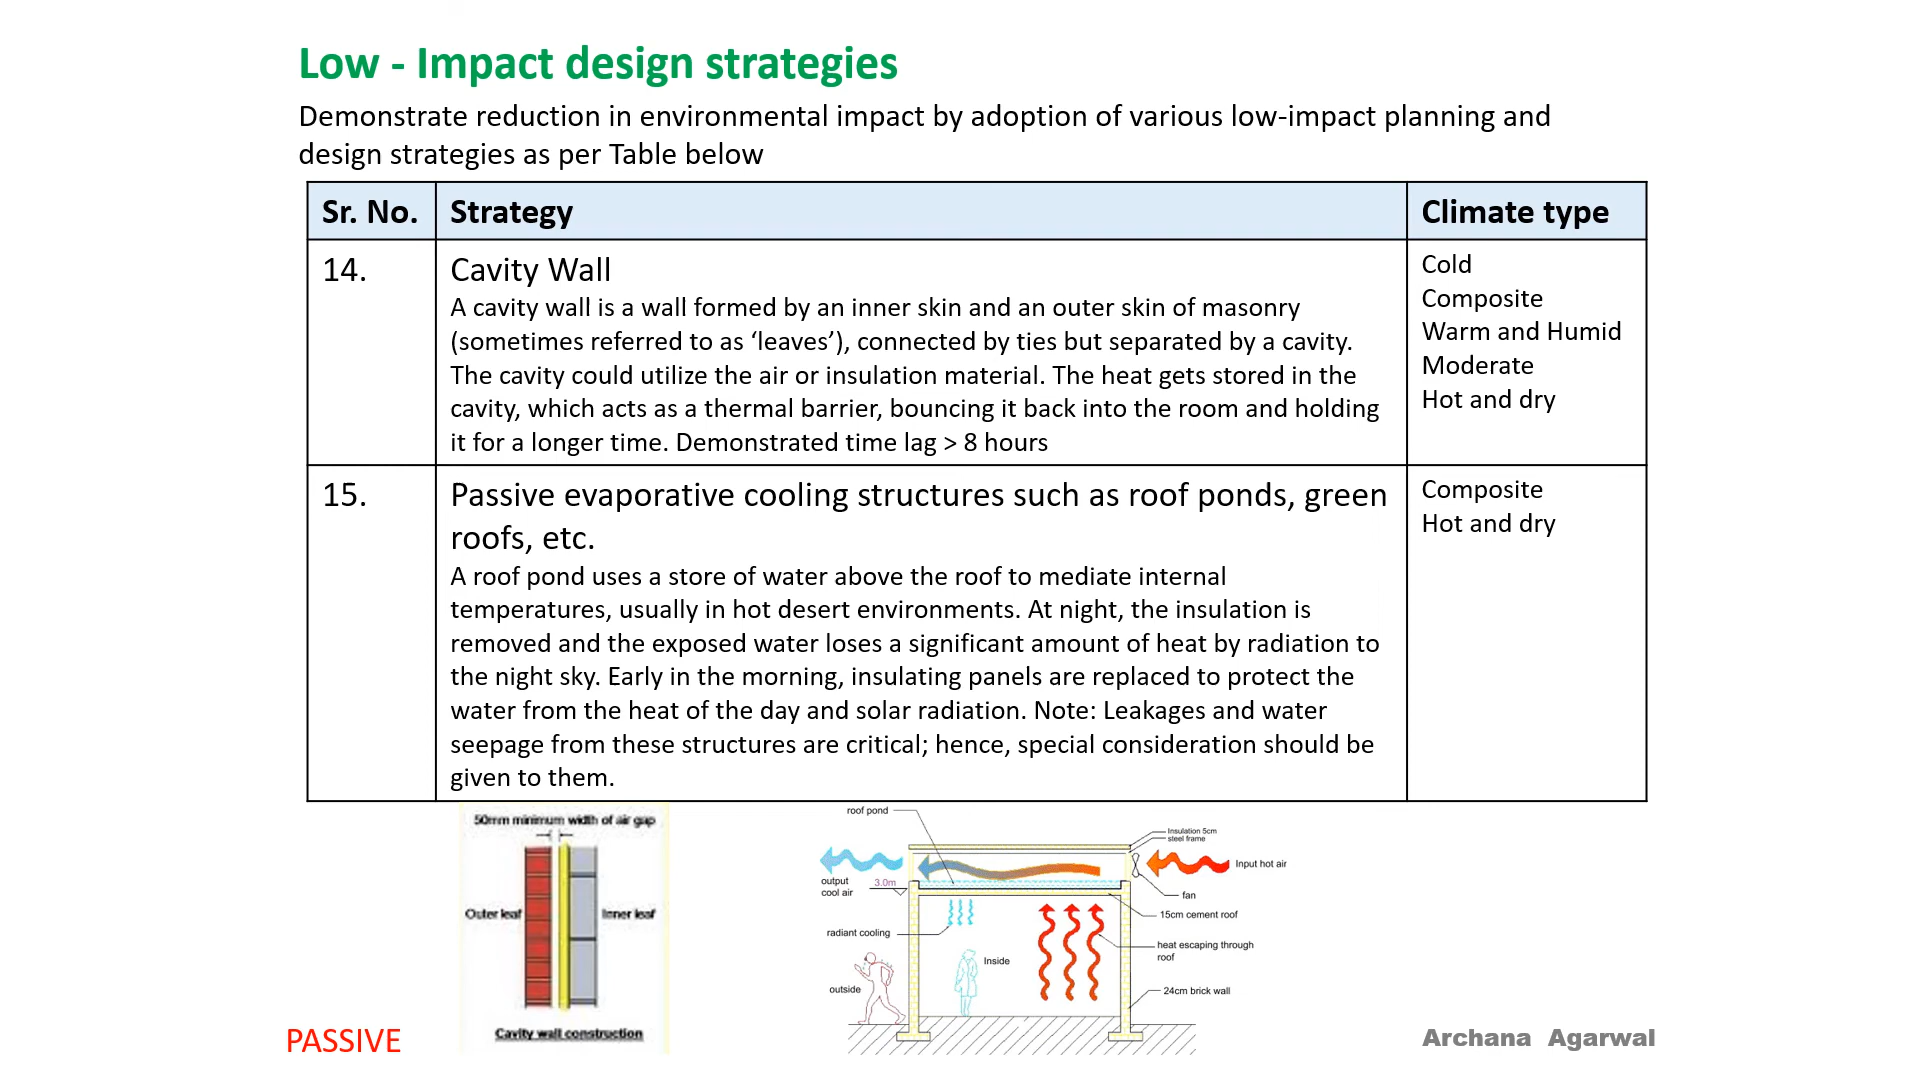 Low - Impact design strategies
Demonstrate reduction in environmental impact by adoption of various low-impact planning and
design strategies as per Table below
Sr. No.
Strategy
Climate type
14.
Cavity Wall
A cavity wall is a wall formed by an inner skin and an outer skin of masonry
(sometimes referred to as ‘leaves’), connected by ties but separated by a cavity.
The cavity could utilize the air or insulation material. The heat gets stored in the
cavity, which acts as a thermal barrier, bouncing it back into the room and holding
it for a longer time. Demonstrated time lag > 8 hours
Cold
Composite
Warm and Humid
Moderate
Hot and dry
15.
Passive evaporative cooling structures such as roof ponds, green
roofs, etc.
A roof pond uses a store of water above the roof to mediate internal
temperatures, usually in hot desert environments. At night, the insulation is
removed and the exposed water loses a significant amount of heat by radiation to
the night sky. Early in the morning, insulating panels are replaced to protect the
water from the heat of the day and solar radiation. Note: Leakages and water
seepage from these structures are critical; hence, special consideration should be
given to them.
Composite
Hot and dry
50mm minimum width of air gap
Outer leaf
Inner leaf
Cavity wall construction
roof pond
Insulation 5cm
steel frame
Input hot air
output
cool air
3.0m
fan
15cm cement roof
radiant cooling
heat escaping through
roof
Inside
outside
24cm brick wall
PASSIVE
Archana Agarwal